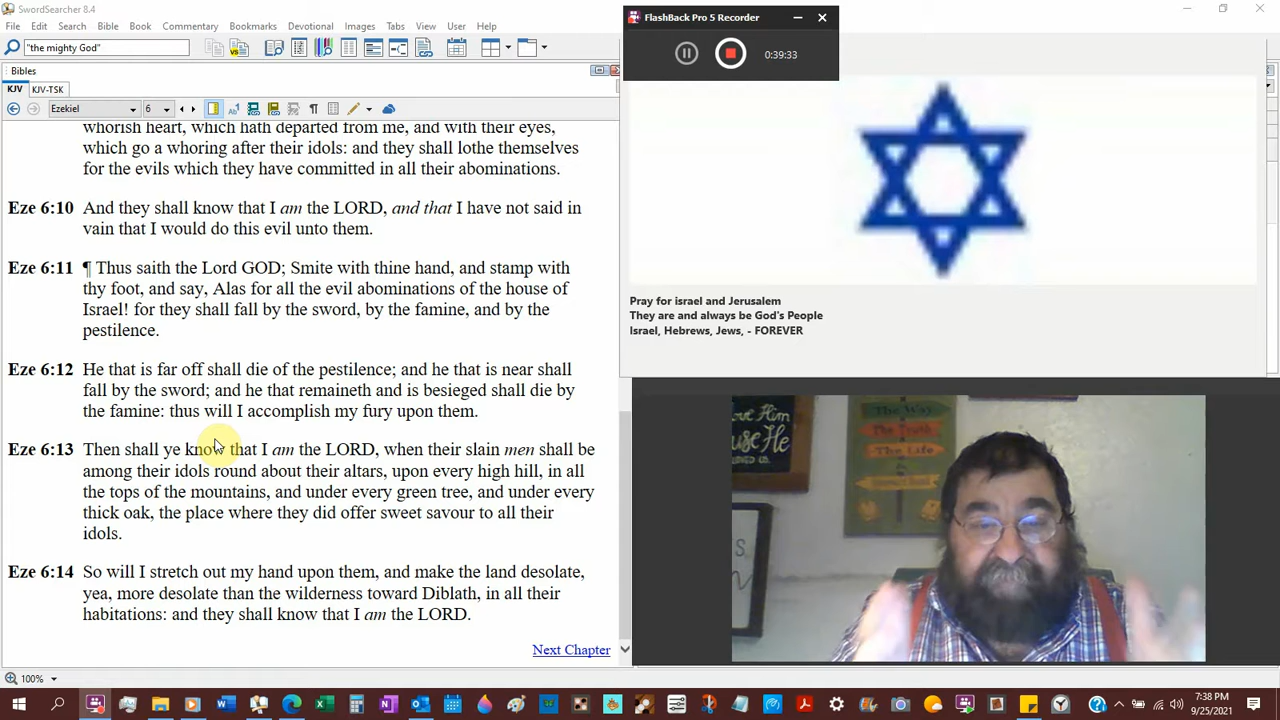 SwordSearcher 8.4
File Edit Search Bible Book Commentary Bookmarks Devotional Images Tabs View User Help
"the mighty God"
Bibles
KJV KJV-TSK
Ezekiel 6
whorish heart, which hath departed from me, and with their eyes,
which go a whoring after their idols: and they shall lothe themselves
for the evils which they have committed in all their abominations.
Eze 6:10 And they shall know that I am the LORD, and that I have not said in
vain that I would do this evil unto them.
Eze 6:11 ¶ Thus saith the Lord GOD; Smite with thine hand, and stamp with
thy foot, and say, Alas for all the evil abominations of the house of
Israel! for they shall fall by the sword, by the famine, and by the
pestilence.
Eze 6:12 He that is far off shall die of the pestilence; and he that is near shall
fall by the sword; and he that remaineth and is besieged shall die by
the famine: thus will I accomplish my fury upon them.
Eze 6:13 Then shall ye know that I am the LORD, when their slain men shall be
among their idols round about their altars, upon every high hill, in all
the tops of the mountains, and under every green tree, and under every
thick oak, the place where they did offer sweet savour to all their
idols.
Eze 6:14 So will I stretch out my hand upon them, and make the land desolate,
yea, more desolate than the wilderness toward Diblath, in all their
habitations: and they shall know that I am the LORD.
Next Chapter
100%
FlashBack Pro 5 Recorder
0:39:33
Pray for israel and Jerusalem
They are and always be God's People
Israel, Hebrews, Jews, - FOREVER
Love Him
The Way
The Truth
The Life
7:38 PM
9/25/2021